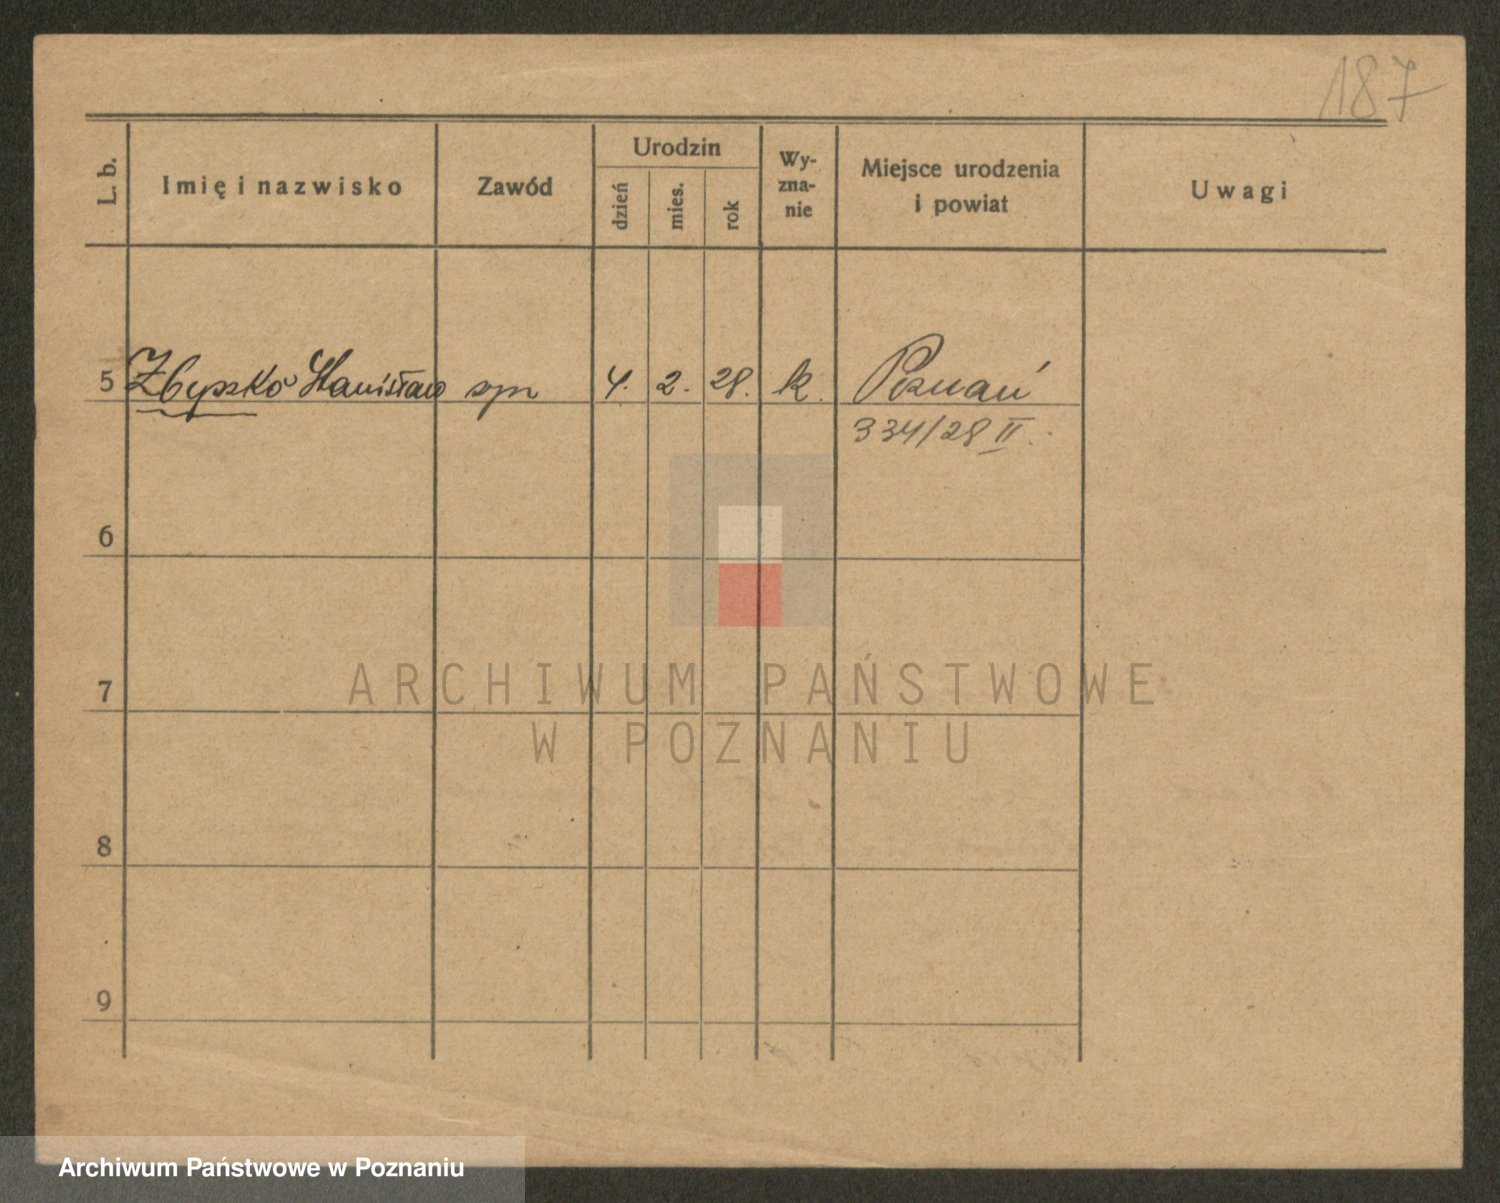 187
L. b.
Imię i nazwisko
Zawód
Urodzin
dzień
mies.
rok
Wy-
zna-
nie
Miejsce urodzenia
i powiat
Uwagi
5 Zbyszko Stanisław syn 4. 2. 28. k. Poznań
334/28 II.
6
7
8
9
ARCHIWUM PAŃSTWOWE
W POZNANIU
Archiwum Państwowe w Poznaniu